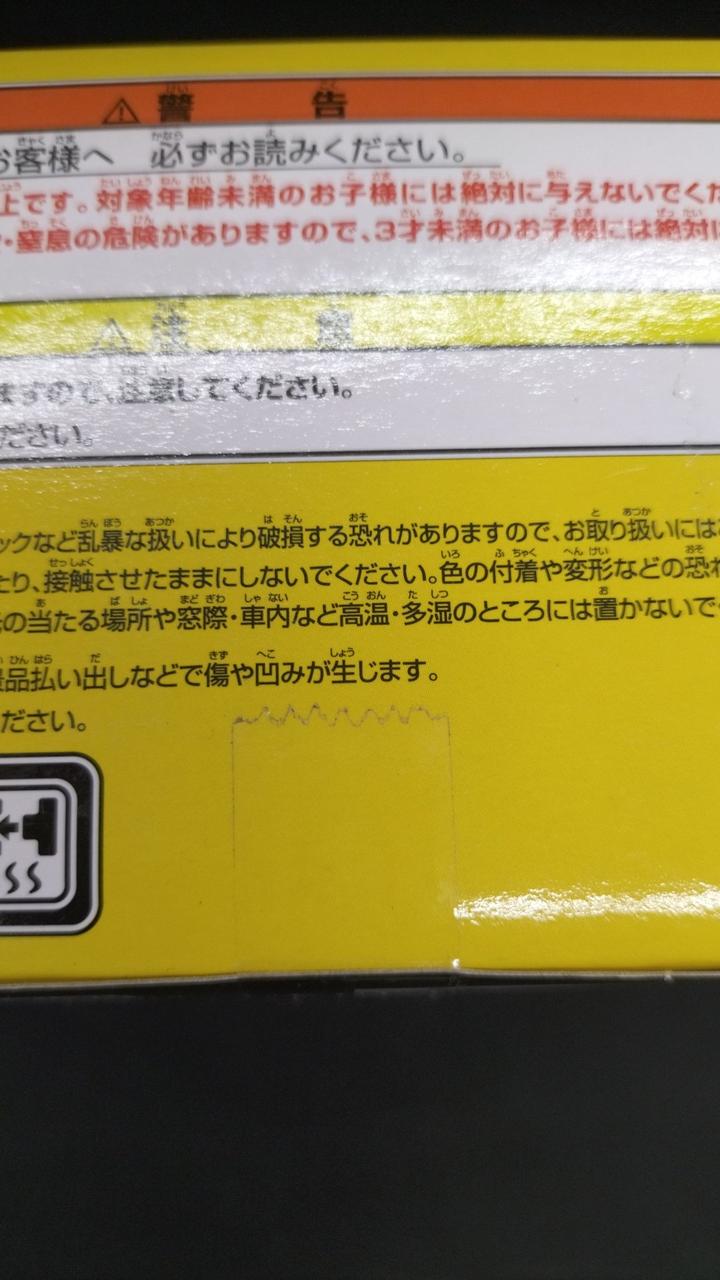 ⚠警告
お客様へ 必ずお読みください。
上です。対象年齢未満のお子様には絶対に与えないでくだ
・窒息の危険がありますので、3才未満のお子様には絶対に
⚠注意
ますので、注意してください。
ださい。
ックなど乱暴な扱いにより破損する恐れがありますので、お取り扱いには
たり、接触させたままにしないでください。色の付着や変形などの恐れ
の当たる場所や窓際・車内など高温・多湿のところには置かないで
景品払い出しなどで傷や凹みが生じます。
ださい。